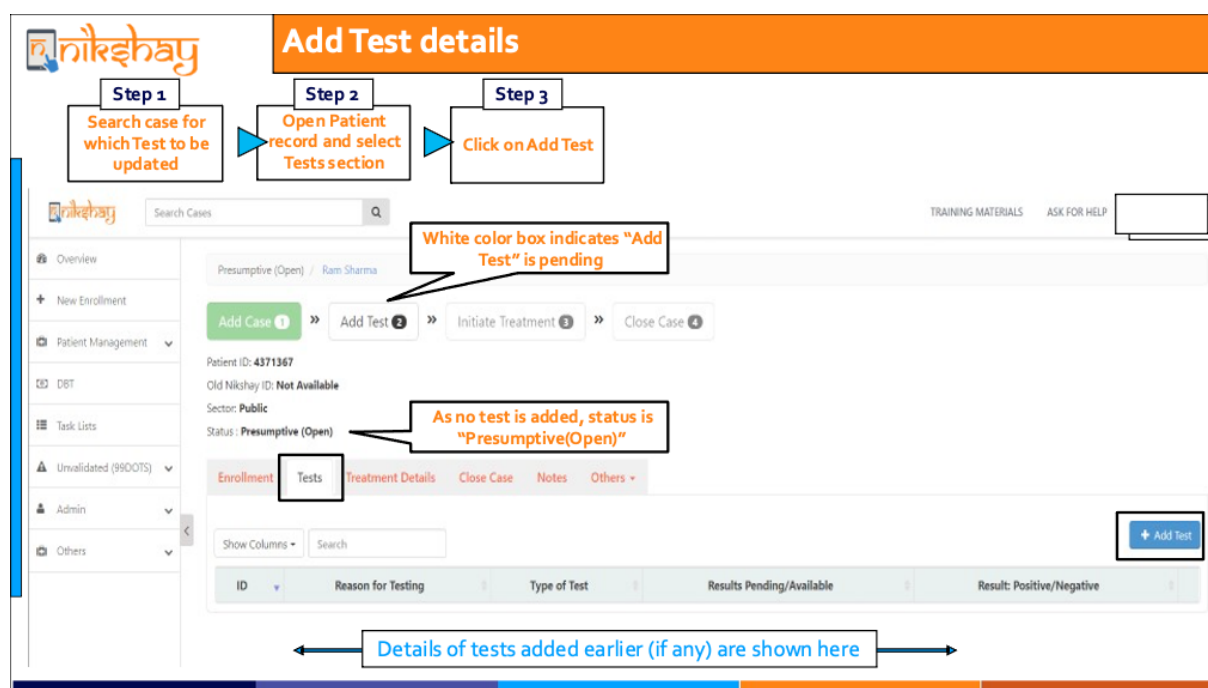 nikshay
Add Test details
Step 1
Search case for
which Test to be
updated
Step 2
Open Patient
record and select
Tests section
Step 3
Click on Add Test
nikshay
Search Cases
TRAINING MATERIALS
ASK FOR HELP
White color box indicates “Add
Test” is pending
Overview
New Enrollment
Patient Management
DBT
Task Lists
Unvalidated (99DOTS)
Admin
Others
Presumptive (Open) / Ram Sharma
Add Case 1 » Add Test 2 » Initiate Treatment 3 » Close Case 4
Patient ID: 4371367
Old Nikshay ID: Not Available
Sector: Public
Status : Presumptive (Open)
As no test is added, status is
“Presumptive(Open)”
Enrollment Tests Treatment Details Close Case Notes Others
+ Add Test
Show Columns Search
ID Reason for Testing Type of Test Results Pending/Available Result: Positive/Negative
Details of tests added earlier (if any) are shown here